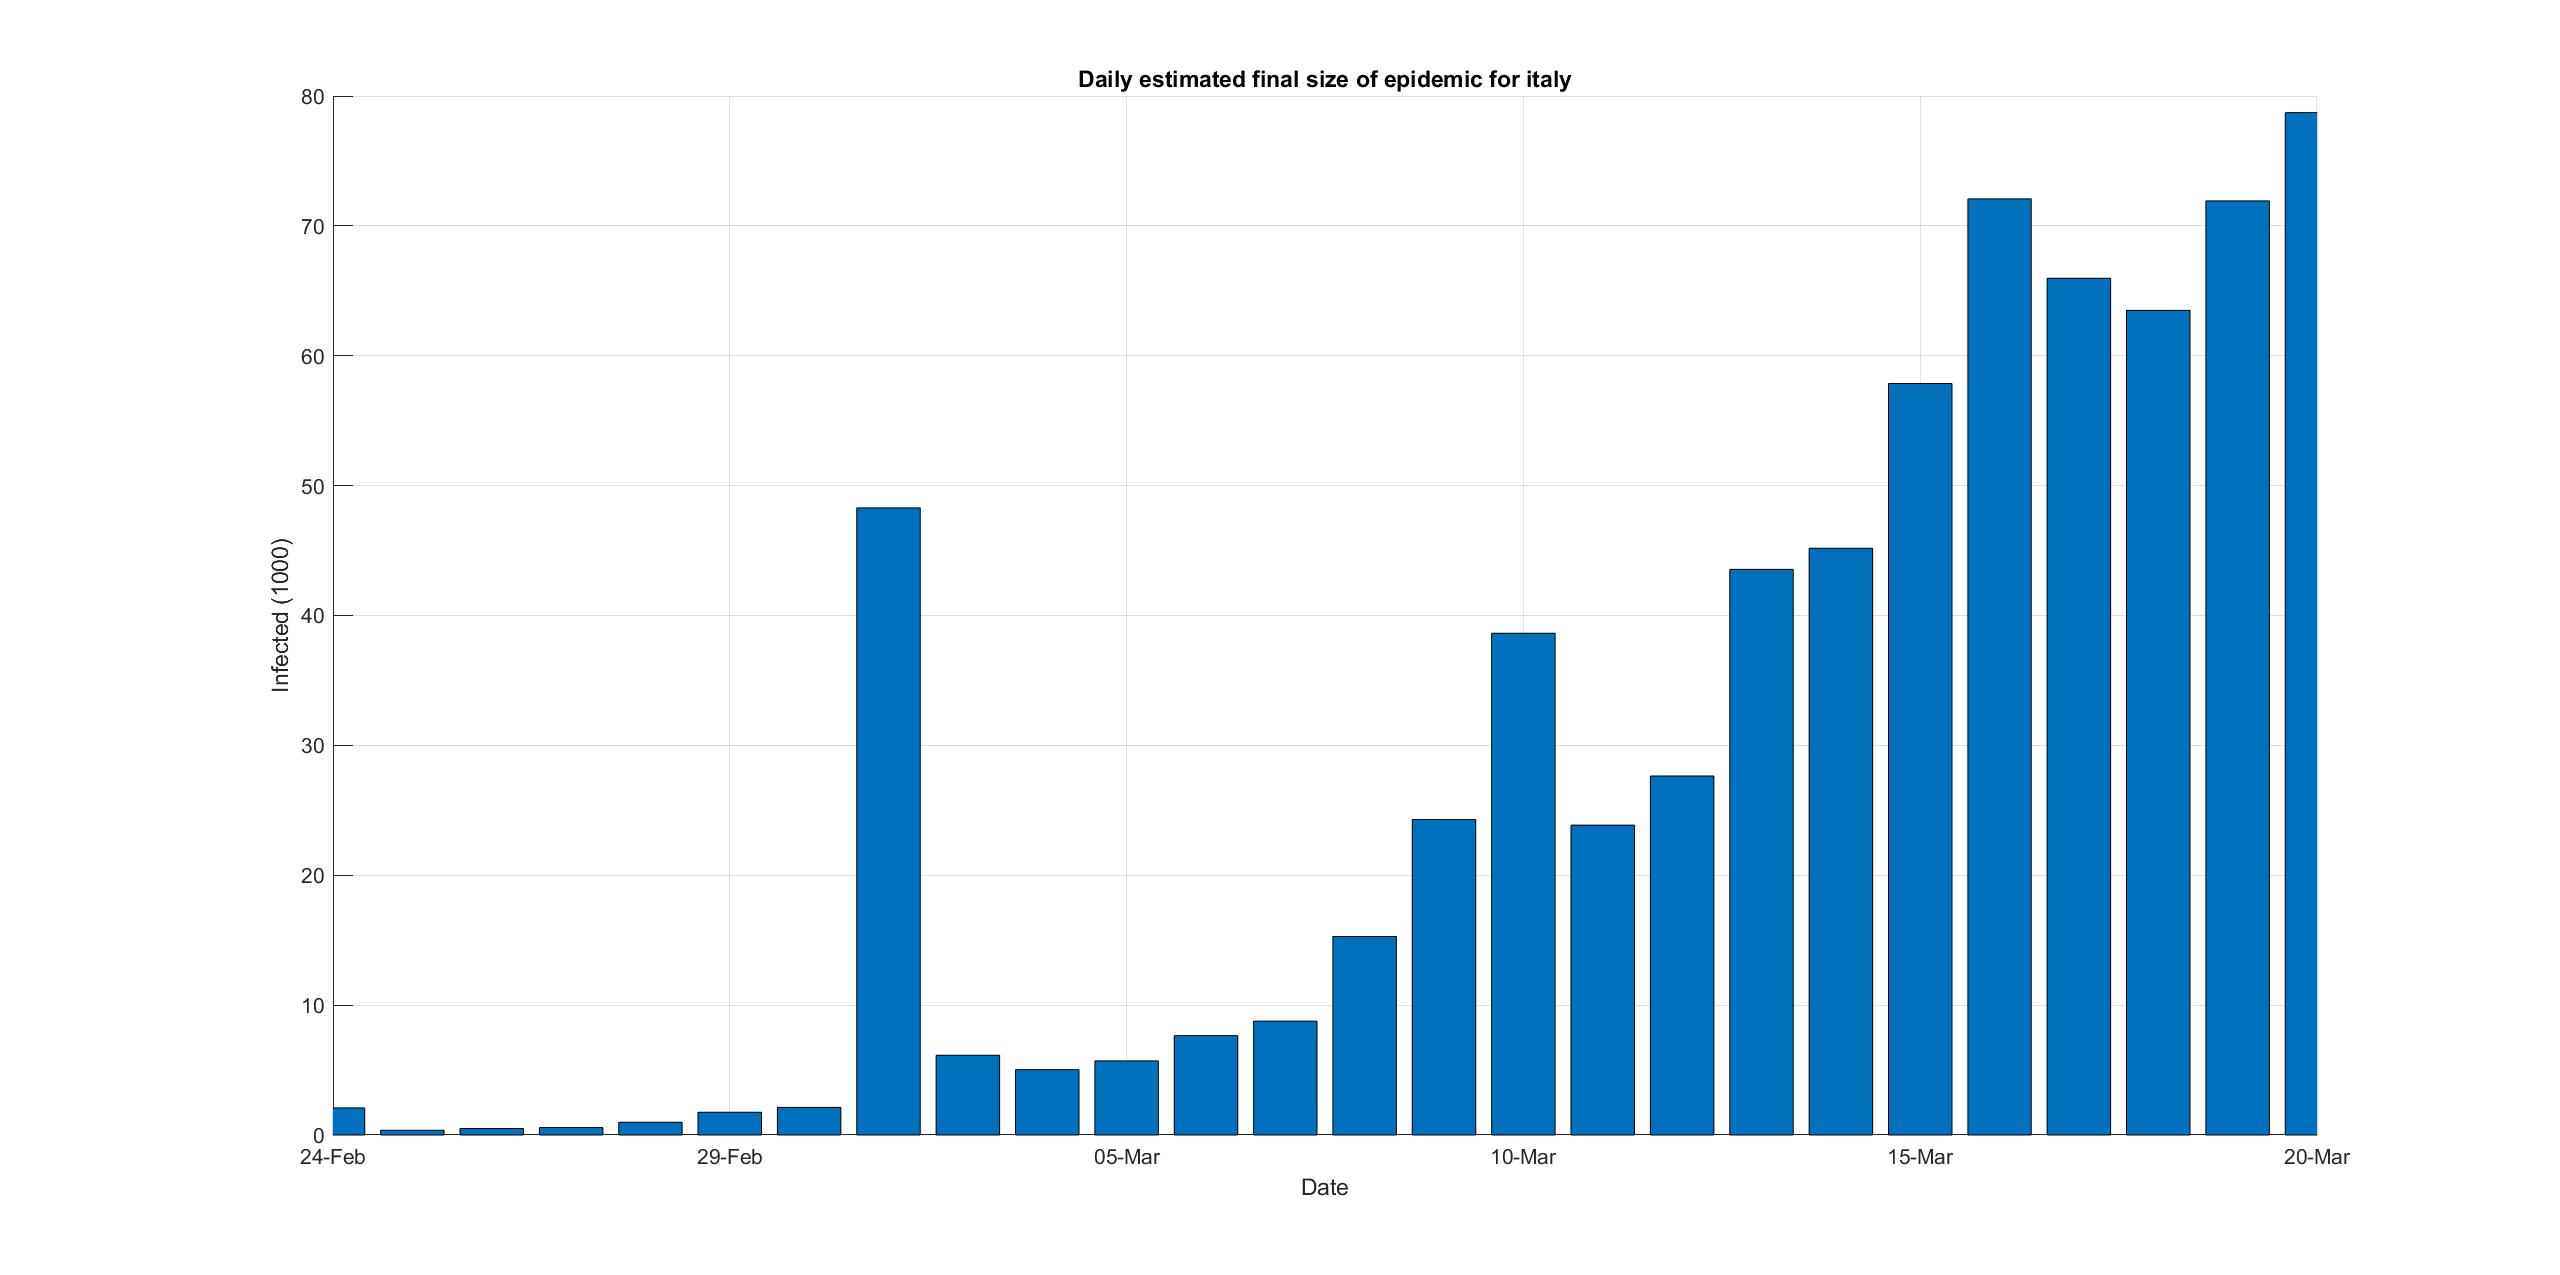 Daily estimated final size of epidemic for italy
80
70
60
50
40
30
20
10
0
Infected (1000)
24-Feb 29-Feb 05-Mar 10-Mar 15-Mar 20-Mar
Date